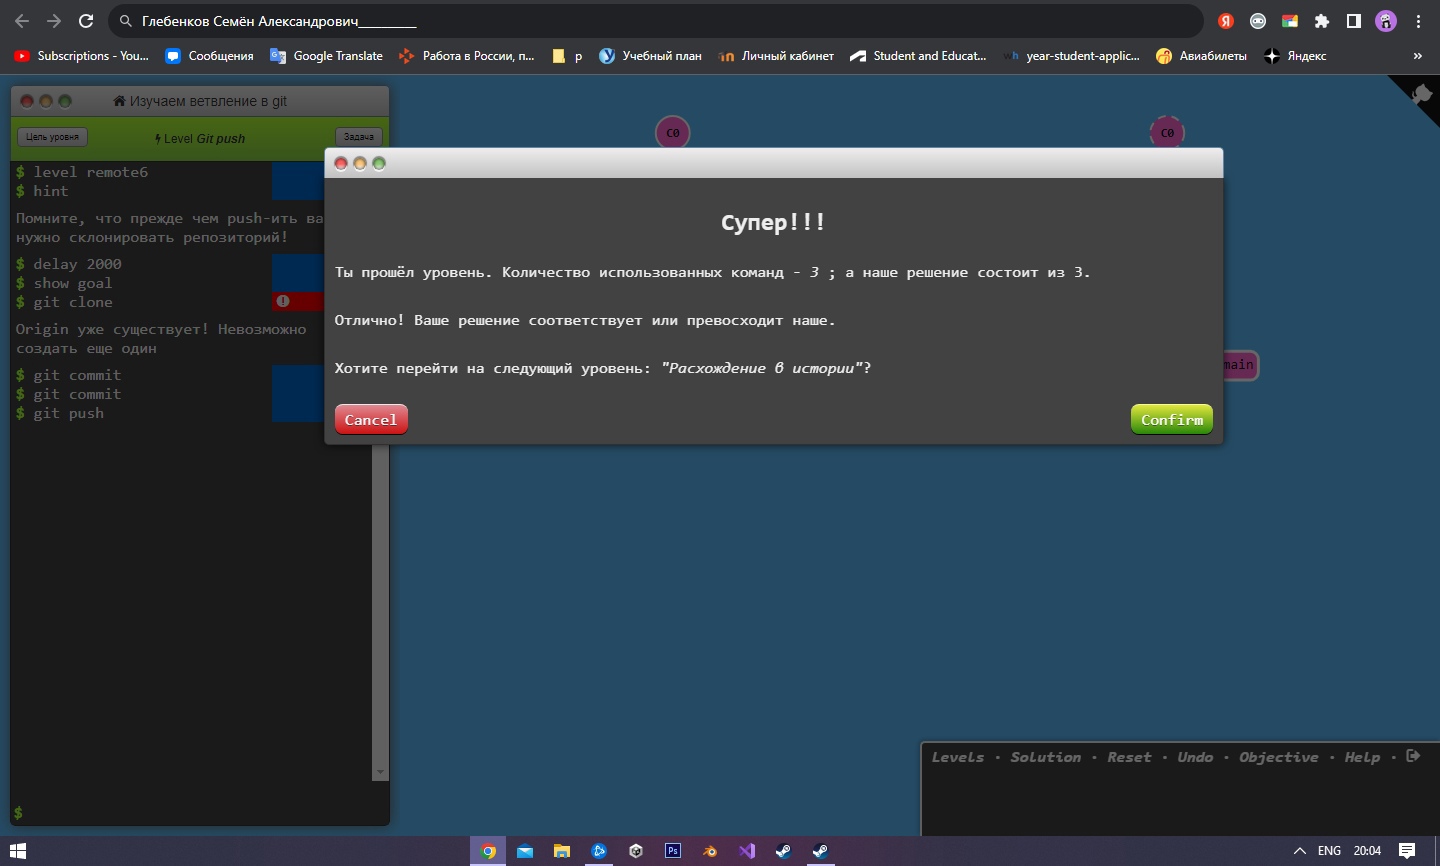 Глебенков Семён Александрович_________
Subscriptions - You...
Сообщения
Google Translate
Работа в России, п...
р
Учебный план
Личный кабинет
Student and Educat...
year-student-applic...
Авиабилеты
Яндекс
»
Изучаем ветвление в git
Цель уровня
Level Git push
Задача
$ level remote6
$ hint
Помните, что прежде чем push-ить ва
нужно склонировать репозиторий!
$ delay 2000
$ show goal
$ git clone
Origin уже существует! Невозможно
создать еще один
$ git commit
$ git commit
$ git push
$
C0
C0
main
Супер!!!
Ты прошёл уровень. Количество использованных команд - 3 ; а наше решение состоит из 3.
Отлично! Ваше решение соответствует или превосходит наше.
Хотите перейти на следующий уровень: "Расхождение в истории"?
Cancel
Confirm
Levels · Solution · Reset · Undo · Objective · Help ·
ENG
20:04